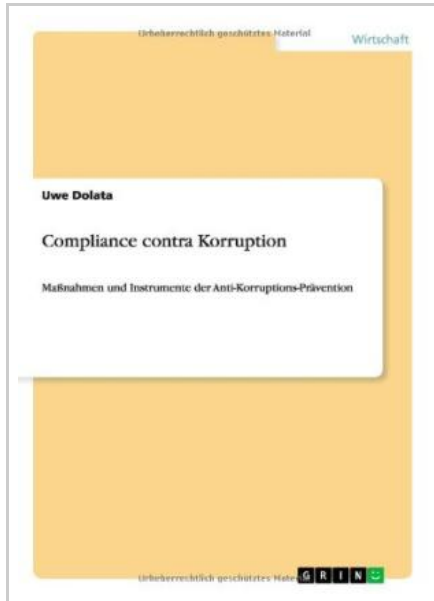 Urheberrechtlich geschütztes Material
Wirtschaft
Uwe Dolata
Compliance contra Korruption
Maßnahmen und Instrumente der Anti-Korruptions-Prävention
Urheberrechtlich geschütztes Mater
GRIN